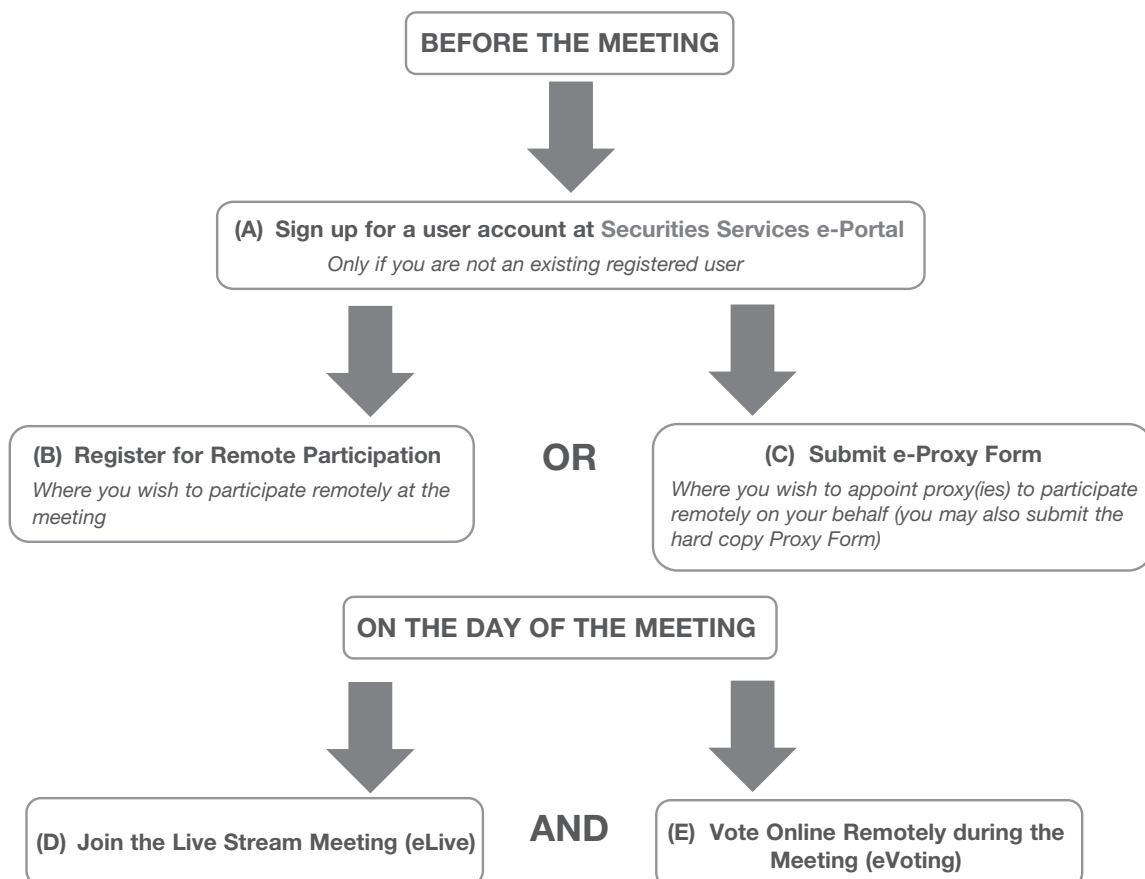 BEFORE THE MEETING
(A) Sign up for a user account at Securities Services e-Portal
Only if you are not an existing registered user
(B) Register for Remote Participation
Where you wish to participate remotely at the
meeting
OR
(C) Submit e-Proxy Form
Where you wish to appoint proxy(ies) to participate
remotely on your behalf (you may also submit the
hard copy Proxy Form)
ON THE DAY OF THE MEETING
(D) Join the Live Stream Meeting (eLive)
AND
(E) Vote Online Remotely during the
Meeting (eVoting)